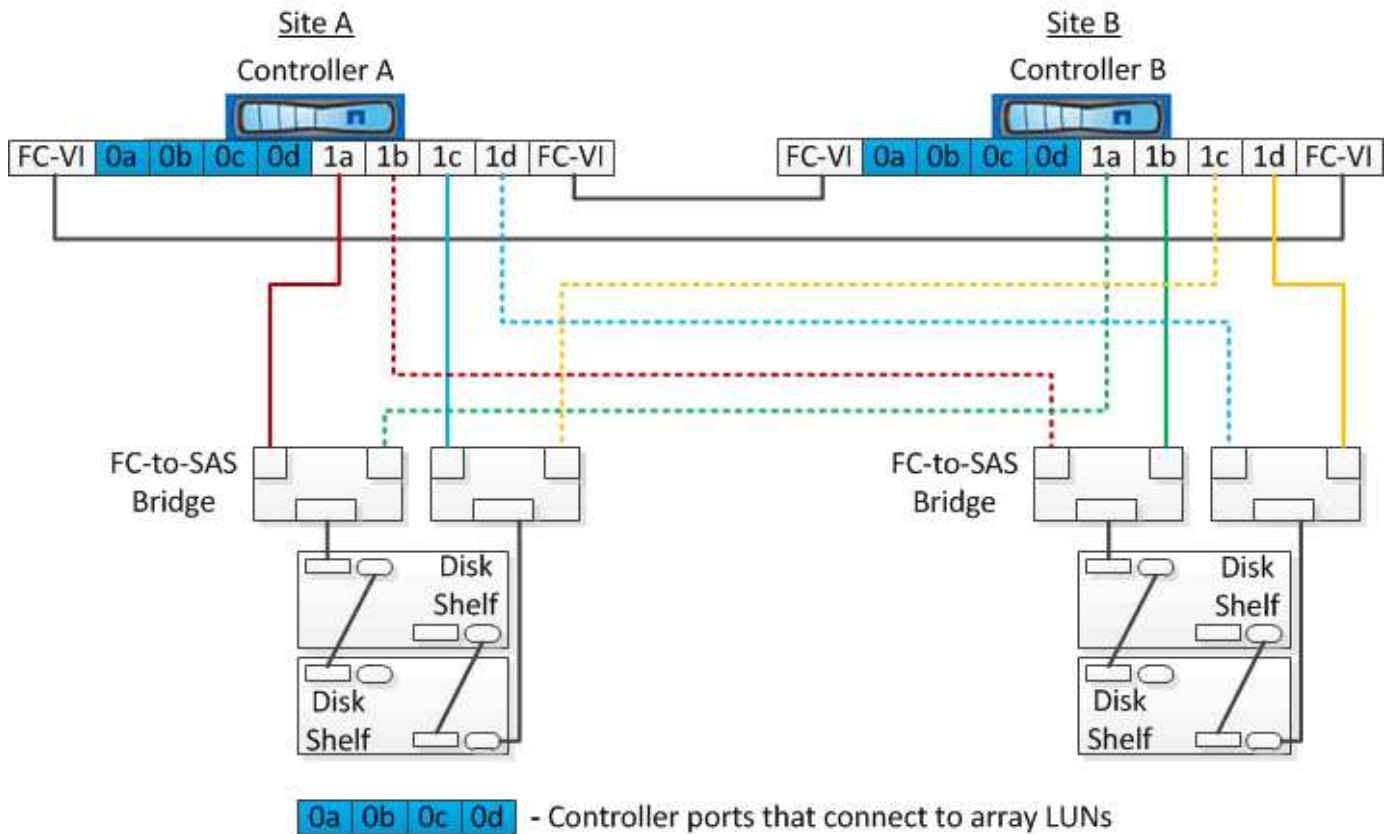 Site A
Site B
Controller A
Controller B
FC-VI 0a 0b 0c 0d 1a 1b 1c 1d FC-VI
FC-VI 0a 0b 0c 0d 1a 1b 1c 1d FC-VI
FC-to-SAS
Bridge
FC-to-SAS
Bridge
Disk
Shelf
Disk
Shelf
Disk
Shelf
Disk
Shelf
0a 0b 0c 0d - Controller ports that connect to array LUNs